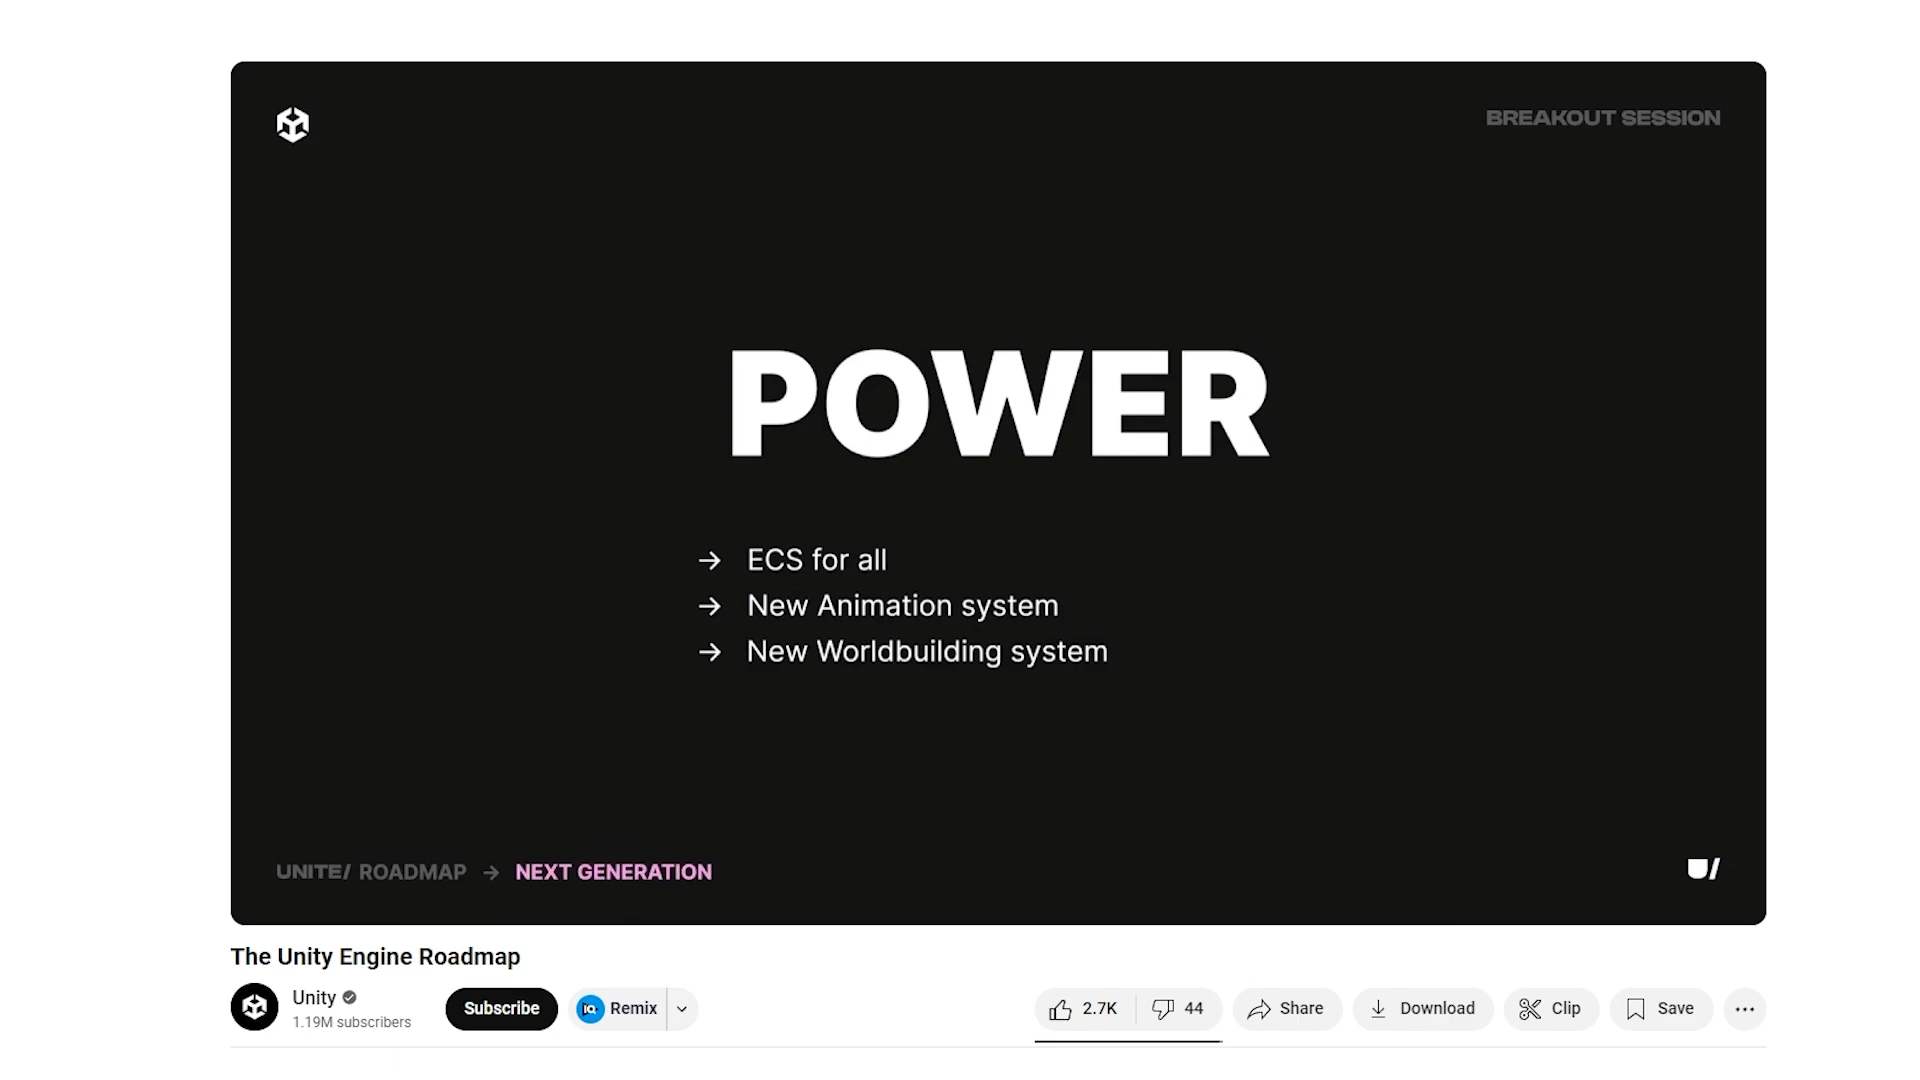 BREAKOUT SESSION
POWER
→ ECS for all
→ New Animation system
→ New Worldbuilding system
UNITE/ ROADMAP → NEXT GENERATION
U/
The Unity Engine Roadmap
Unity
1.19M subscribers
Subscribe
Remix
2.7K
44
Share
Download
Clip
Save